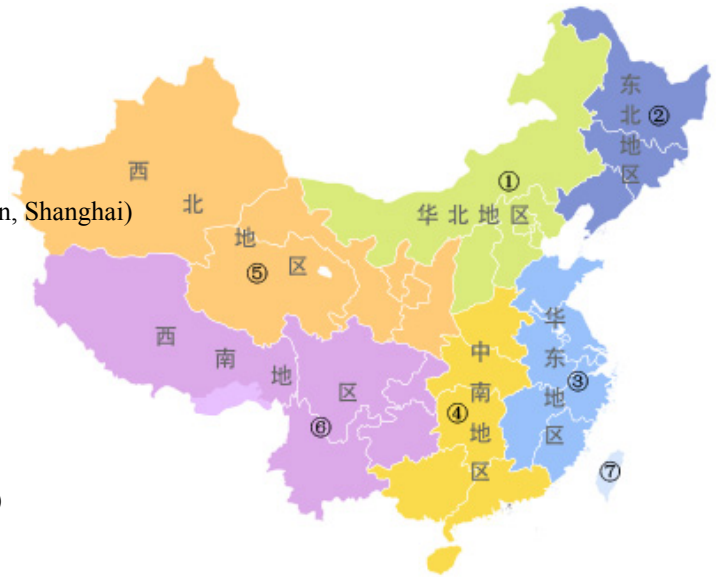 n, Shanghai)
)
东北地区
②
①
华北地区
西北地区
⑤
西南地区
⑥
中南地区
④
华东地区
③
⑦